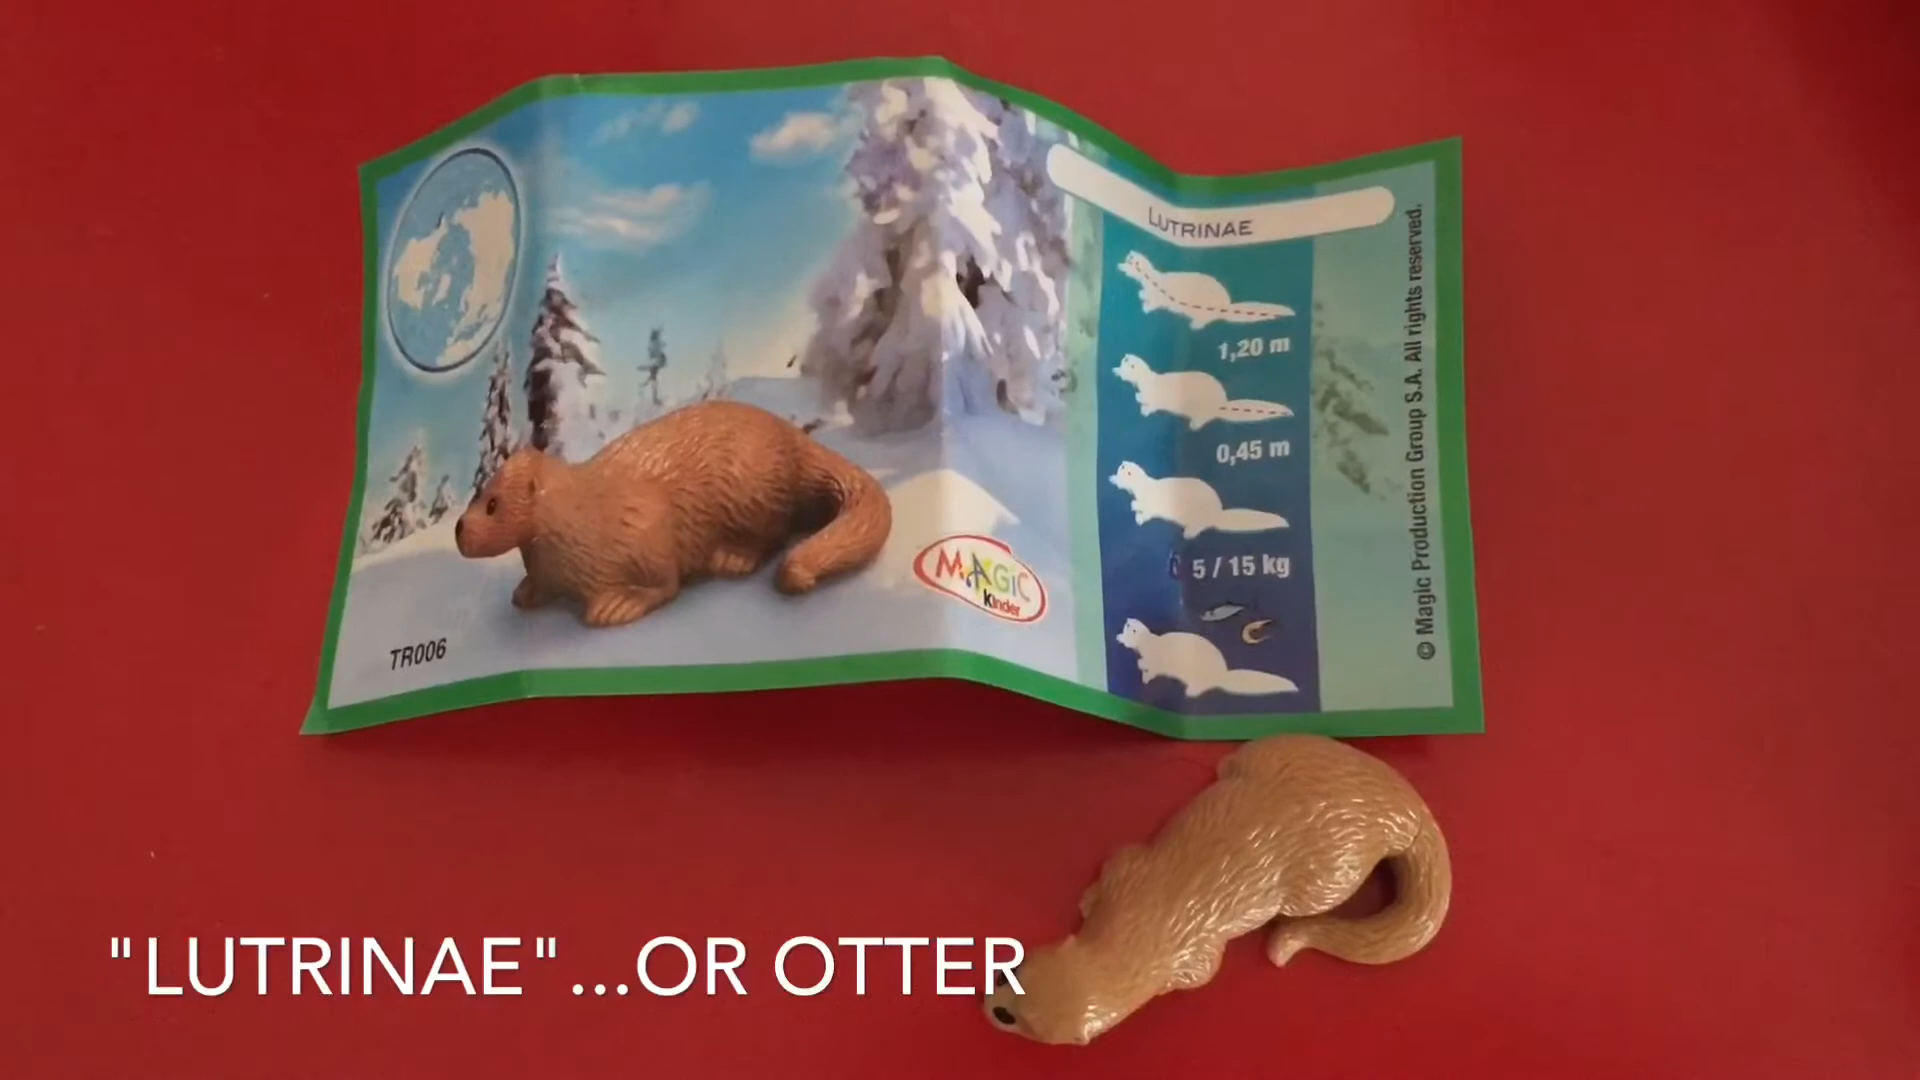 LUTRINAE
1,20 m
0,45 m
5 / 15 kg
MAGIC
Kinder
TR006
© Magic Production Group S.A. All rights reserved.
"LUTRINAE"...OR OTTER